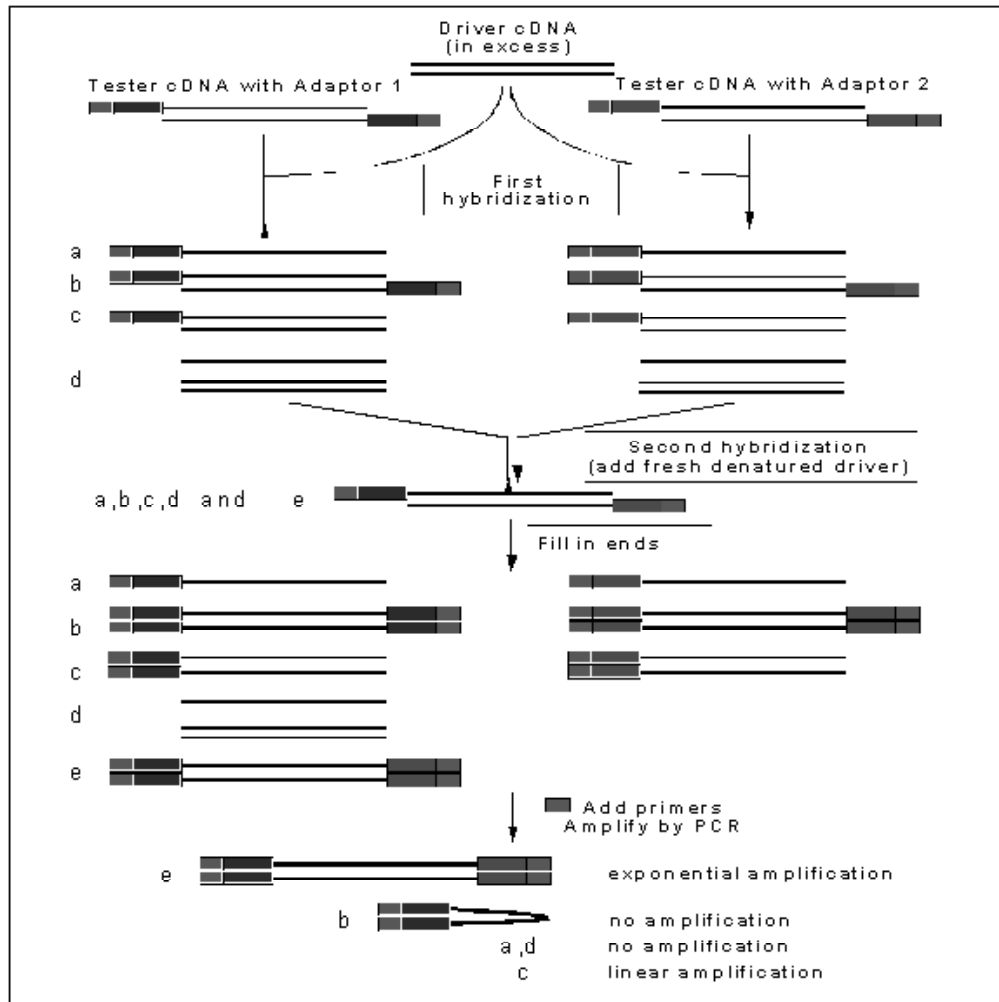 Driver cDNA
(in excess)
Tester cDNA with Adaptor 1
Tester cDNA with Adaptor 2
First
hybridization
a
b
c
d
Second hybridization
(add fresh denatured driver)
a,b,c,d and e
Fill in ends
a
b
c
d
e
Add primers
Amplify by PCR
e exponential amplification
b no amplification
a,d no amplification
c linear amplification